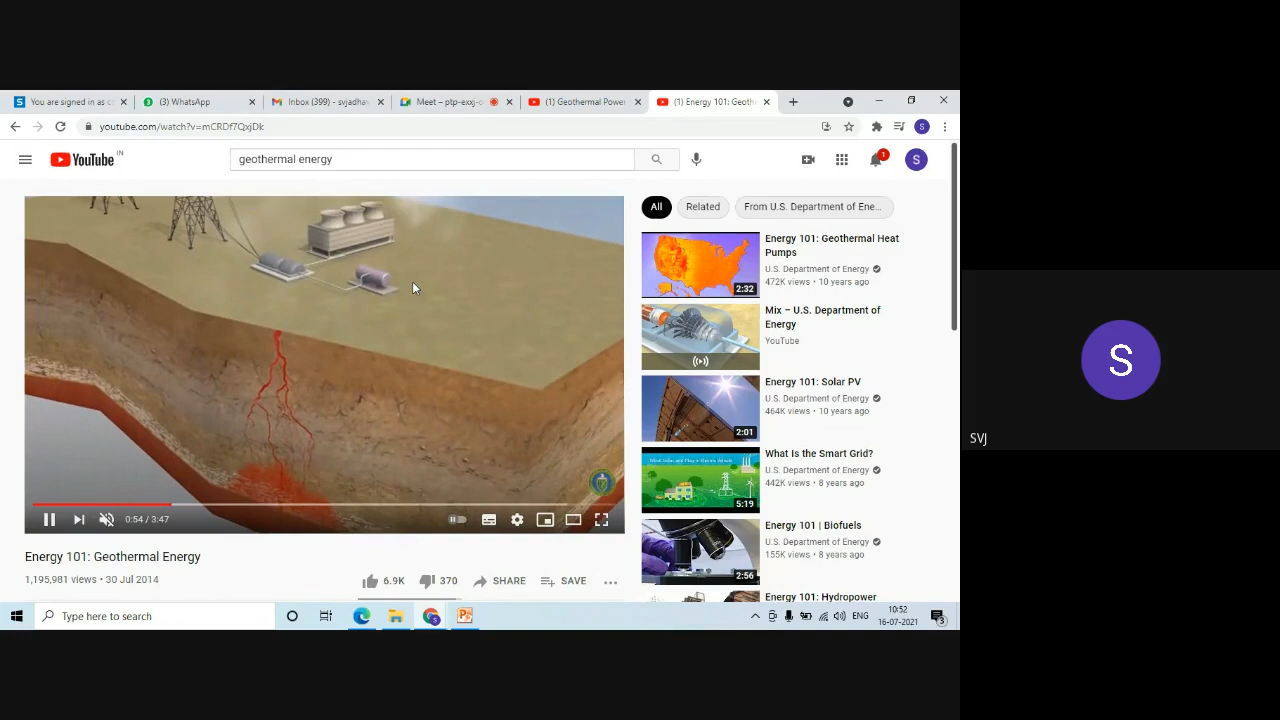 You are signed in as c
(3) WhatsApp
Inbox (399) - svjadhav
Meet – ptp-exxj-o
(1) Geothermal Power
(1) Energy 101: Geoth
youtube.com/watch?v=mCRDf7QxjDk
YouTube IN
geothermal energy
1
S
All
Related
From U.S. Department of Ene...
Energy 101: Geothermal Heat
Pumps
U.S. Department of Energy
472K views • 10 years ago
2:32
Mix – U.S. Department of
Energy
YouTube
Energy 101: Solar PV
U.S. Department of Energy
464K views • 10 years ago
2:01
What Is the Smart Grid?
U.S. Department of Energy
442K views • 8 years ago
5:19
Energy 101 | Biofuels
U.S. Department of Energy
155K views • 8 years ago
2:56
Energy 101: Hydropower
0:54 / 3:47
Energy 101: Geothermal Energy
1,195,981 views • 30 Jul 2014
6.9K
370
SHARE
SAVE
Type here to search
ENG
10:52
16-07-2021
3
S
SVJ